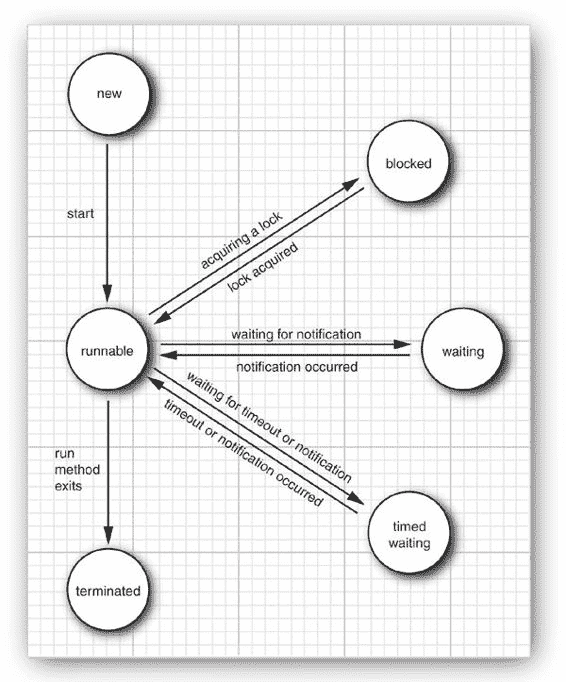 new
blocked
start
acquiring a lock
lock acquired
runnable
waiting for notification
notification occurred
waiting
waiting for timeout or notification
timeout or notification occurred
run
method
exits
timed
waiting
terminated